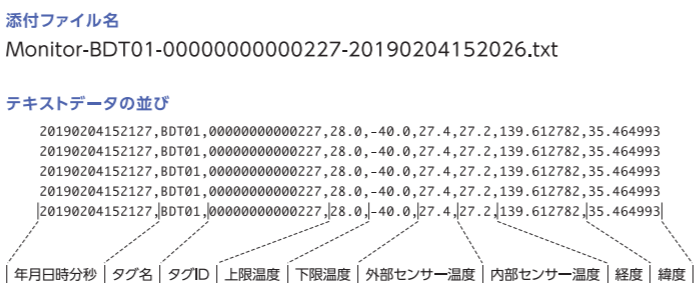 添付ファイル名
Monitor-BDT01-00000000000227-20190204152026.txt
テキストデータの並び
20190204152127,BDT01,00000000000227,28.0,-40.0,27.4,27.2,139.612782,35.464993
20190204152127,BDT01,00000000000227,28.0,-40.0,27.4,27.2,139.612782,35.464993
20190204152127,BDT01,00000000000227,28.0,-40.0,27.4,27.2,139.612782,35.464993
20190204152127,BDT01,00000000000227,28.0,-40.0,27.4,27.2,139.612782,35.464993
20190204152127,BDT01,00000000000227,28.0,-40.0,27.4,27.2,139.612782,35.464993
年月日時分秒 タグ名 タグID 上限温度 下限温度 外部センサー温度 内部センサー温度 経度 緯度